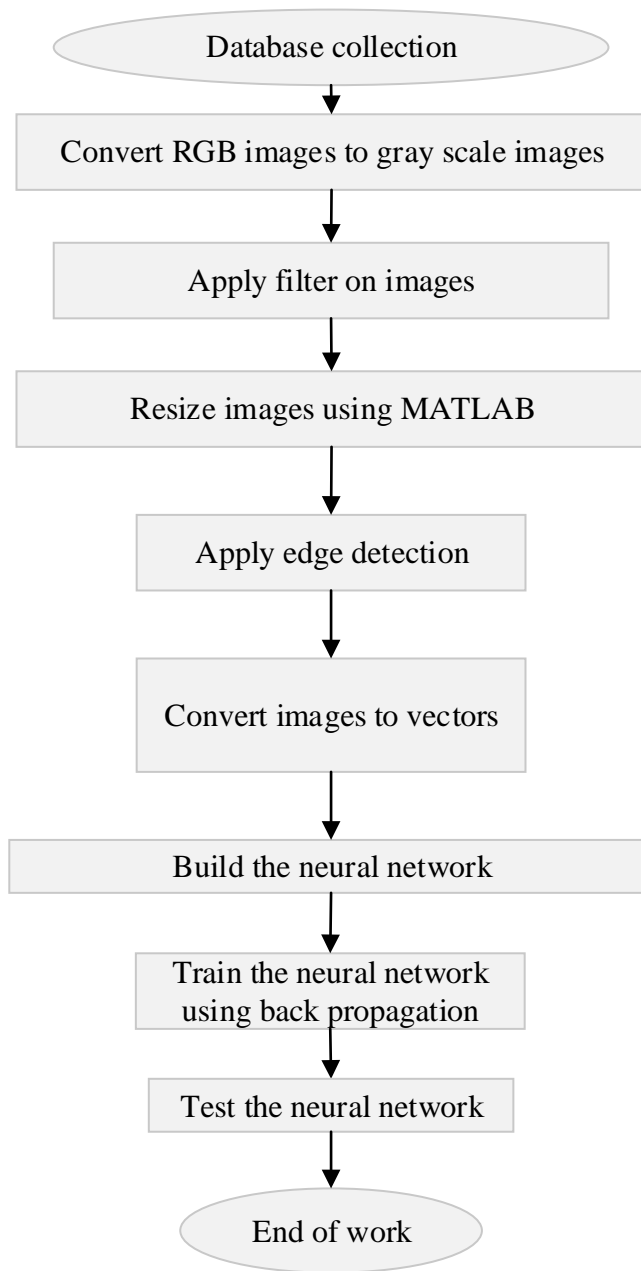 Database collection
Convert RGB images to gray scale images
Apply filter on images
Resize images using MATLAB
Apply edge detection
Convert images to vectors
Build the neural network
Train the neural network
using back propagation
Test the neural network
End of work